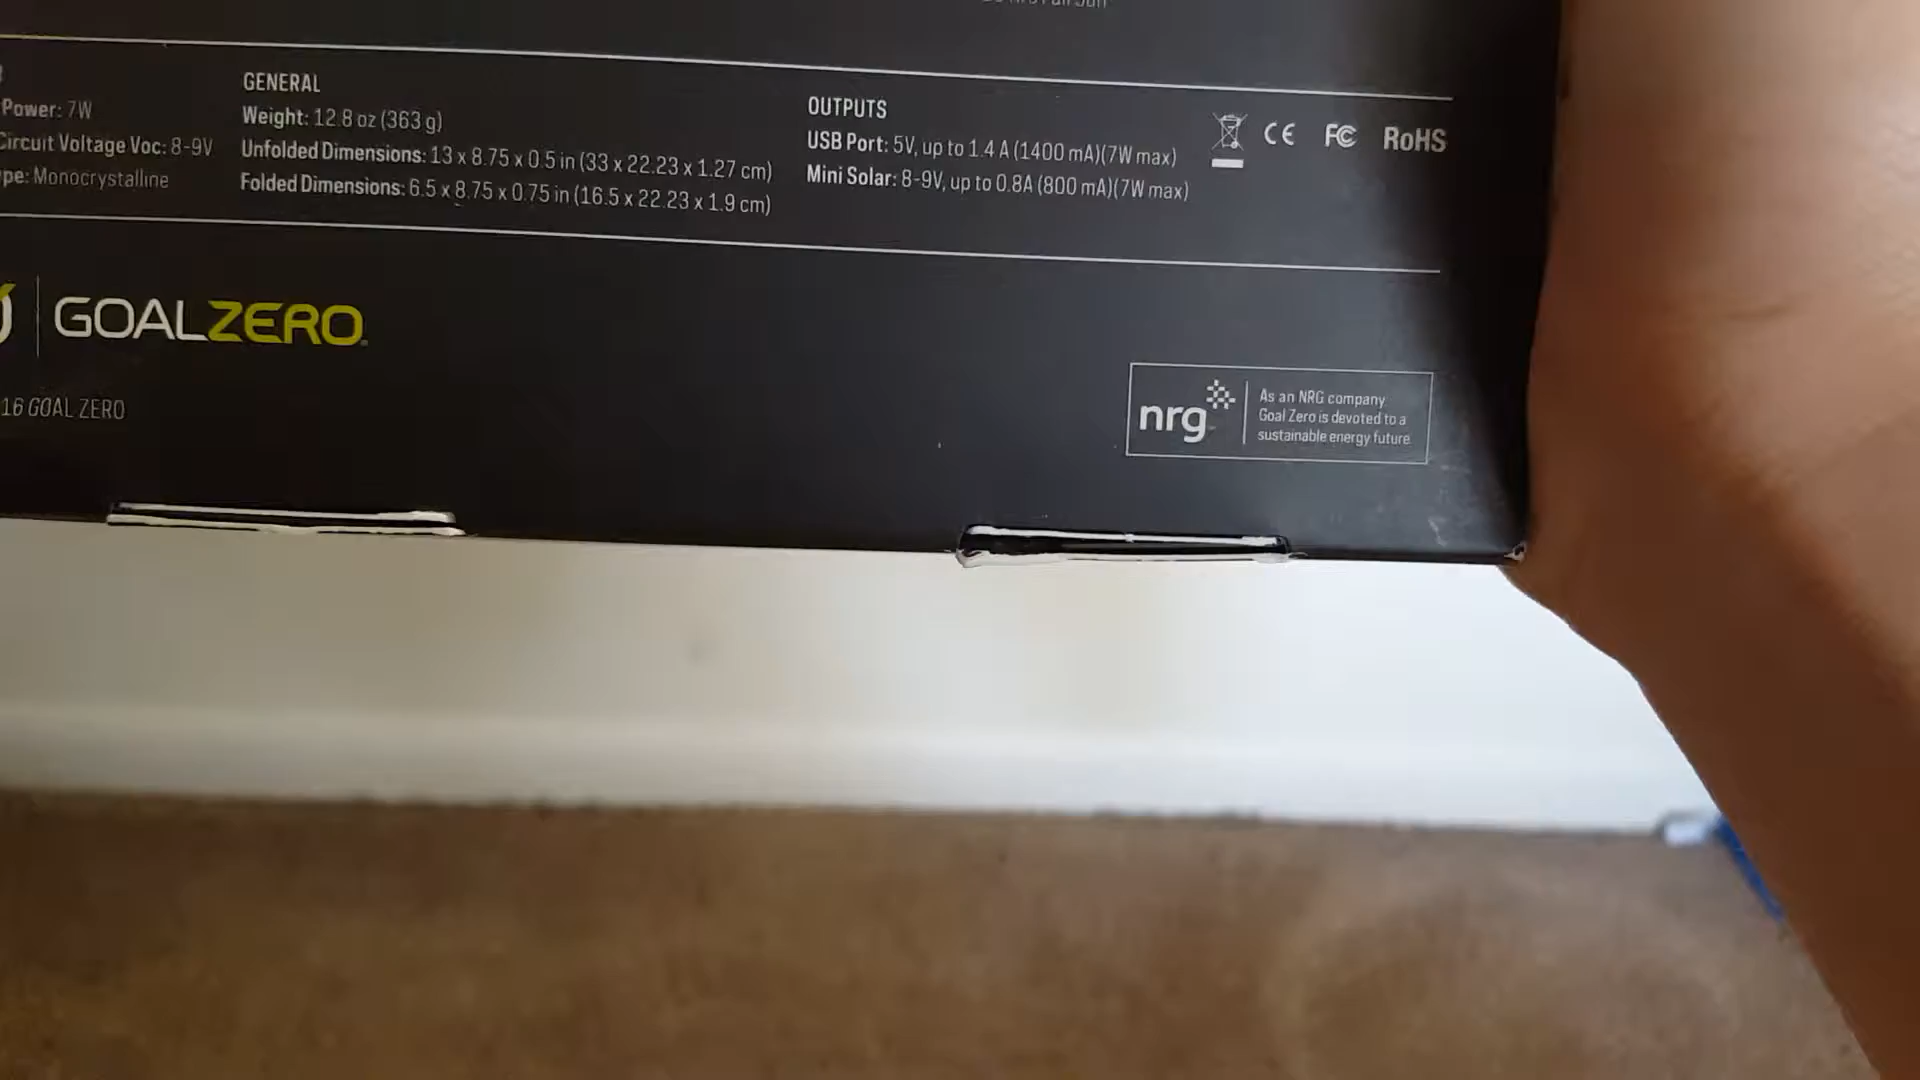 Power: 7W
Circuit Voltage Voc: 8-9V
Monocrystalline
GENERAL
Weight: 12.8 oz (363 g)
Unfolded Dimensions: 13 x 8.75 x 0.5 in (33 x 22.23 x 1.27 cm)
Folded Dimensions: 6.5 x 8.75 x 0.75 in (16.5 x 22.23 x 1.9 cm)
OUTPUTS
USB Port: 5V, up to 1.4 A (1400 mA)(7W max)
Mini Solar: 8-9V, up to 0.8A (800 mA)(7W max)
CE FC RoHS
GOALZERO
16 GOAL ZERO
nrg
As an NRG company
Goal Zero is devoted to a
sustainable energy future